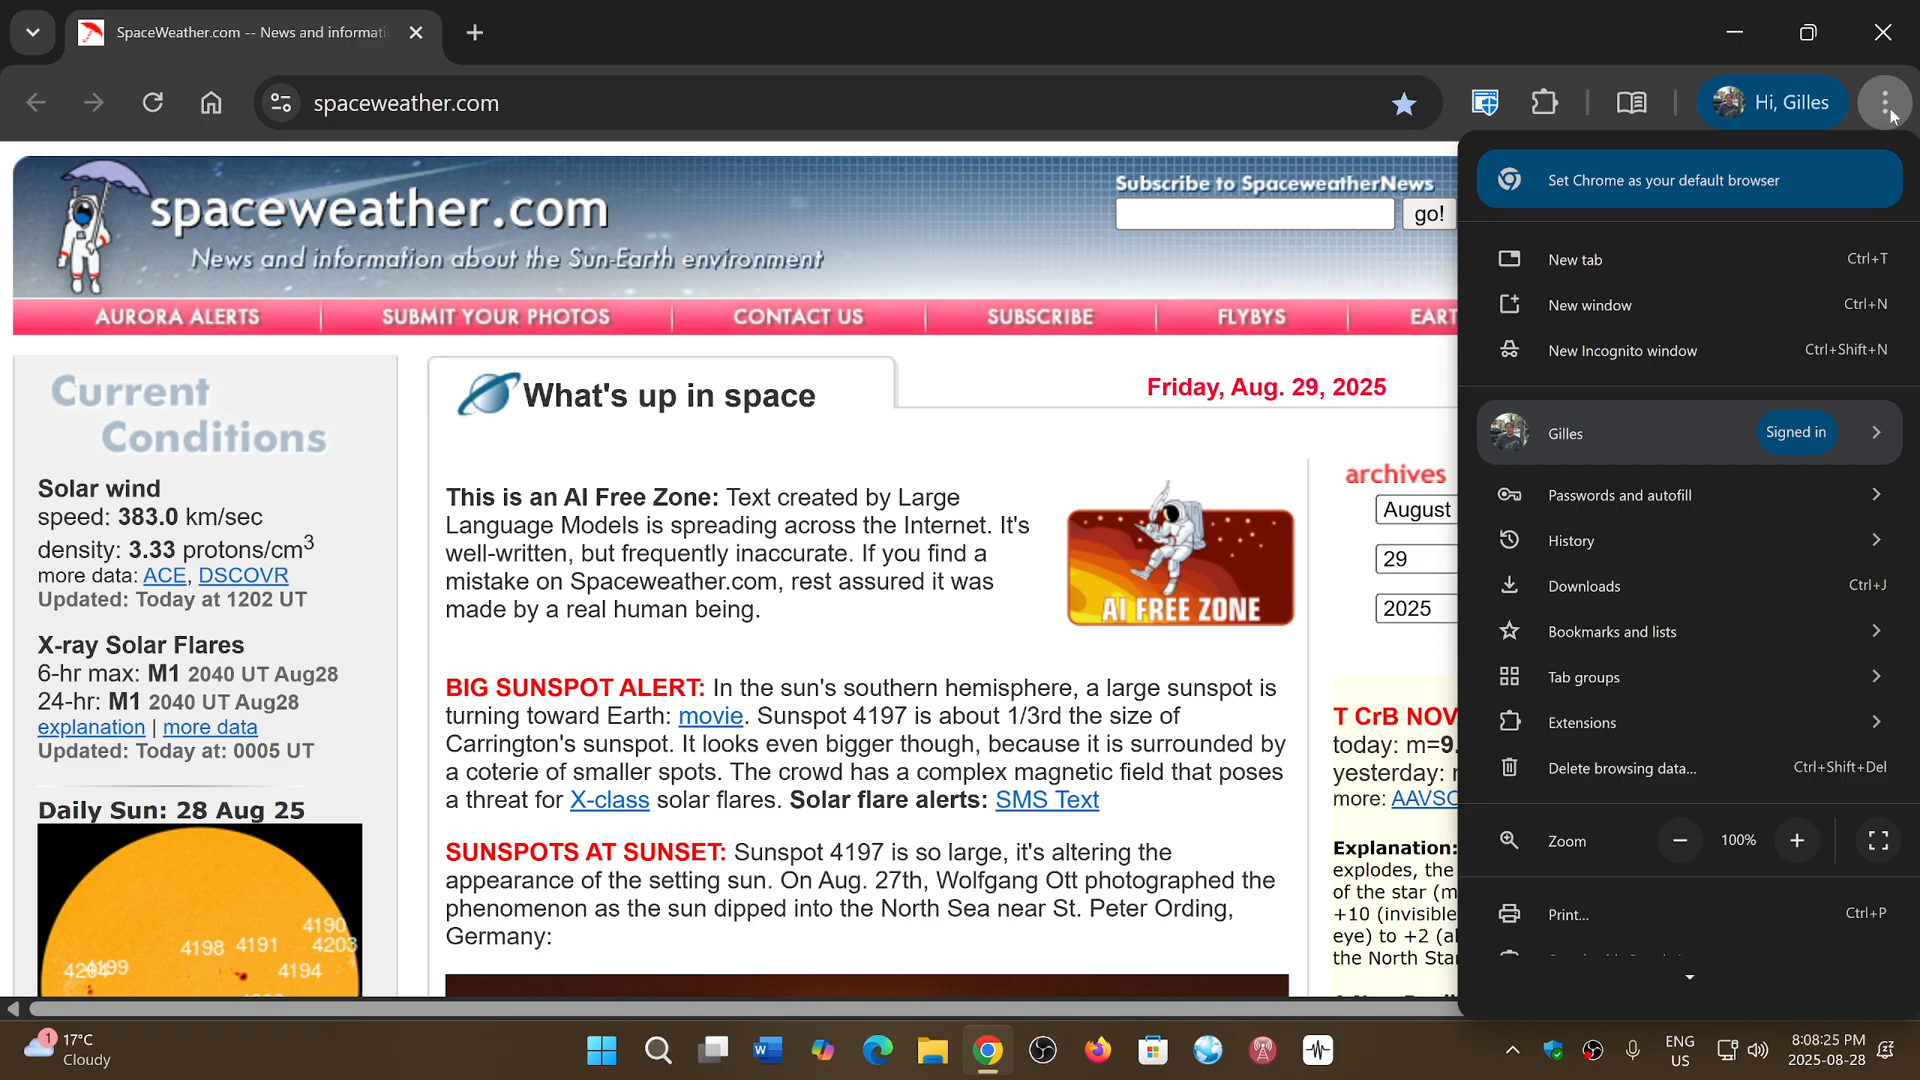 SpaceWeather.com -- News and informati
spaceweather.com
Hi, Gilles
spaceweather.com
News and information about the Sun-Earth environment
Subscribe to SpaceweatherNews
go!
AURORA ALERTS
SUBMIT YOUR PHOTOS
CONTACT US
SUBSCRIBE
FLYBYS
EART
Current
Conditions
Solar wind
speed: 383.0 km/sec
density: 3.33 protons/cm3
more data: ACE, DSCOVR
Updated: Today at 1202 UT
X-ray Solar Flares
6-hr max: M1 2040 UT Aug28
24-hr: M1 2040 UT Aug28
explanation | more data
Updated: Today at: 0005 UT
Daily Sun: 28 Aug 25
4190
4198 4191 4203
4199
4194
What's up in space
Friday, Aug. 29, 2025
This is an AI Free Zone: Text created by Large
Language Models is spreading across the Internet. It's
well-written, but frequently inaccurate. If you find a
mistake on Spaceweather.com, rest assured it was
made by a real human being.
AI FREE ZONE
BIG SUNSPOT ALERT: In the sun's southern hemisphere, a large sunspot is
turning toward Earth: movie. Sunspot 4197 is about 1/3rd the size of
Carrington's sunspot. It looks even bigger though, because it is surrounded by
a coterie of smaller spots. The crowd has a complex magnetic field that poses
a threat for X-class solar flares. Solar flare alerts: SMS Text
SUNSPOTS AT SUNSET: Sunspot 4197 is so large, it's altering the
appearance of the setting sun. On Aug. 27th, Wolfgang Ott photographed the
phenomenon as the sun dipped into the North Sea near St. Peter Ording,
Germany:
archives
August
29
2025
T CrB NOV
today: m=9.
yesterday:
more: AAVSO
Explanation:
explodes, the
of the star (m
+10 (invisible
eye) to +2 (al
the North Star
Set Chrome as your default browser
New tab Ctrl+T
New window Ctrl+N
New Incognito window Ctrl+Shift+N
Gilles Signed in
Passwords and autofill
History
Downloads Ctrl+J
Bookmarks and lists
Tab groups
Extensions
Delete browsing data... Ctrl+Shift+Del
Zoom 100%
Print... Ctrl+P
1
17°C
Cloudy
ENG
US
8:08:25 PM
2025-08-28